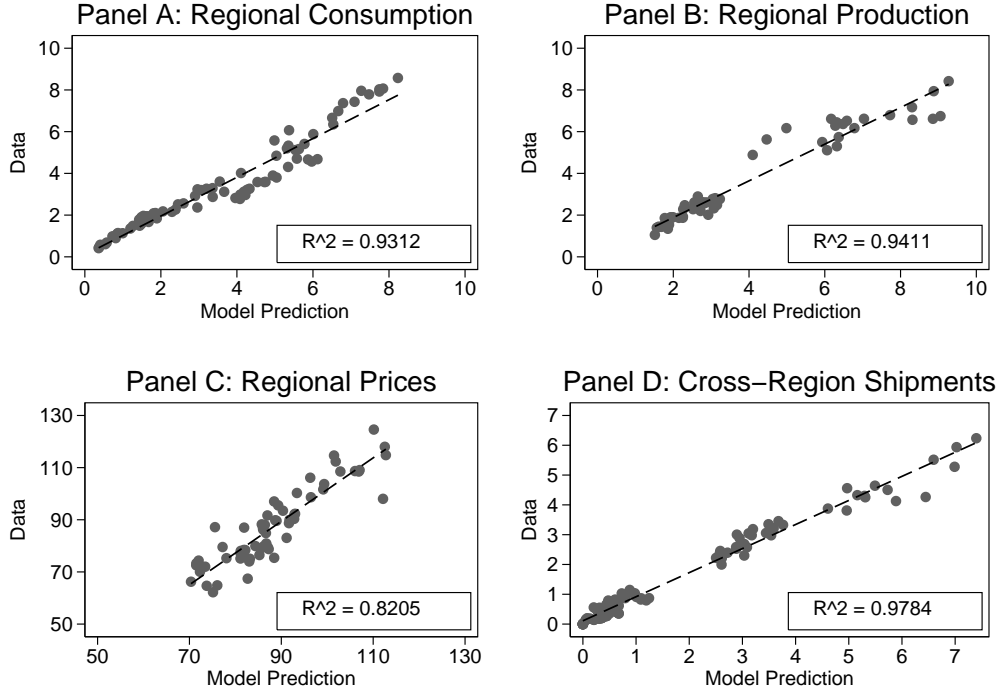 Panel A: Regional Consumption
10
8
6
4
2
0
Data
R^2 = 0.9312
0 2 4 6 8 10
Model Prediction
Panel B: Regional Production
10
8
6
4
2
0
Data
R^2 = 0.9411
0 2 4 6 8 10
Model Prediction
Panel C: Regional Prices
130
110
90
70
50
Data
R^2 = 0.8205
50 70 90 110 130
Model Prediction
Panel D: Cross−Region Shipments
7
6
5
4
3
2
1
0
Data
R^2 = 0.9784
0 1 2 3 4 5 6 7
Model Prediction